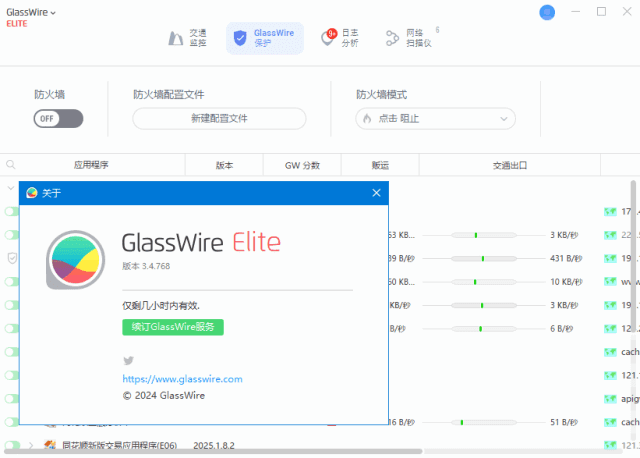 GlassWire
ELITE
交通
监控
GlassWire
保护
9+
日志
分析
网络
扫描仪
6
防火墙
防火墙配置文件
防火墙模式
OFF
新建配置文件
点击 阻止
应用程序
版本
GW 分数
贩运
交通出口
关于
GlassWire Elite
版本 3.4.768
仅剩几小时内有效.
续订GlassWire服务
https://www.glasswire.com
© 2024 GlassWire
53 KB...
3 KB/秒
39 B/秒
431 B/秒
60 KB...
10 KB/秒
KB/秒
3 KB/秒
B/秒
6 B/秒
cach
121.
apig
16 B/秒
51 B/秒
cach
同花顺新版交易应用程序(E06)
2025.1.8.2
121.3